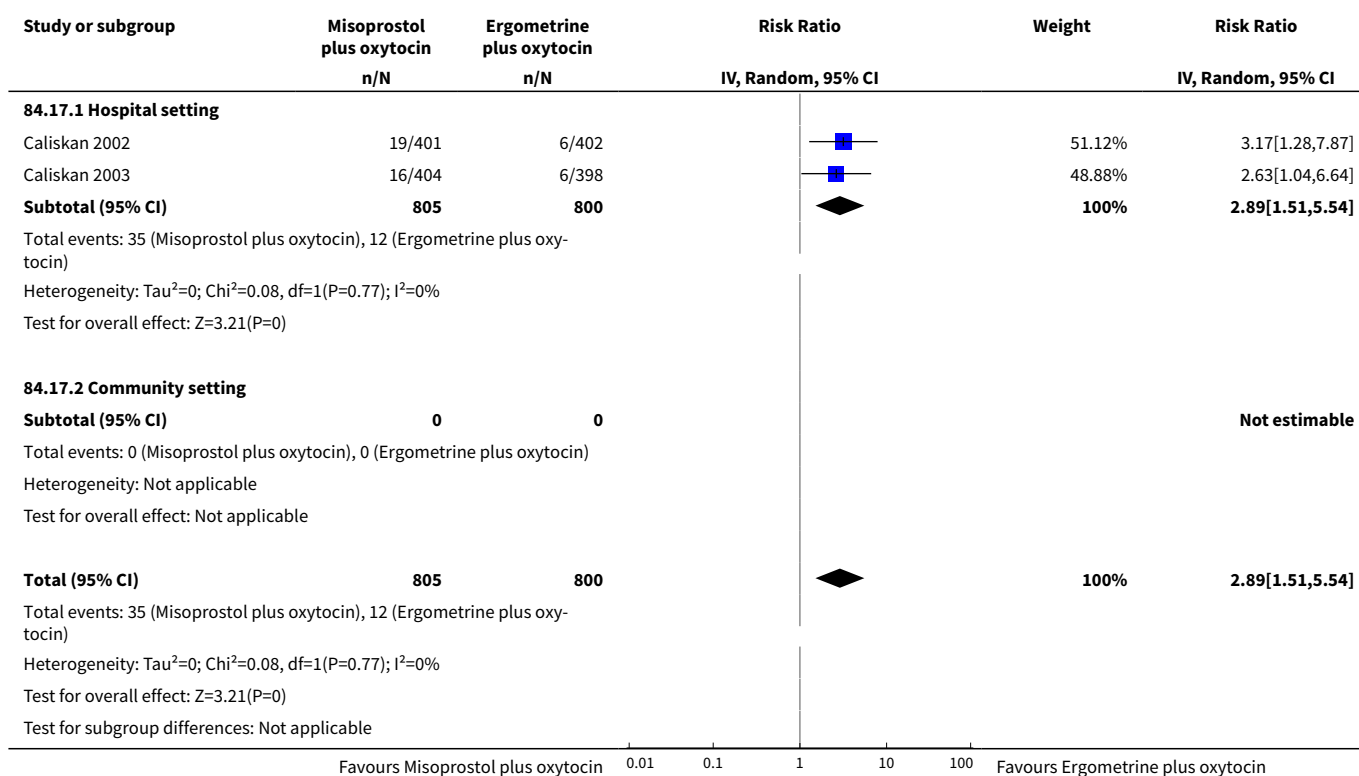 Study or subgroup Misoprostol plus oxytocin Ergometrine plus oxytocin Risk Ratio Weight Risk Ratio
n/N n/N IV, Random, 95% CI IV, Random, 95% CI
84.17.1 Hospital setting
Caliskan 2002 19/401 6/402 51.12% 3.17[1.28,7.87]
Caliskan 2003 16/404 6/398 48.88% 2.63[1.04,6.64]
Subtotal (95% CI) 805 800 100% 2.89[1.51,5.54]
Total events: 35 (Misoprostol plus oxytocin), 12 (Ergometrine plus oxy-
tocin)
Heterogeneity: Tau²=0; Chi²=0.08, df=1(P=0.77); I²=0%
Test for overall effect: Z=3.21(P=0)
84.17.2 Community setting
Subtotal (95% CI) 0 0 Not estimable
Total events: 0 (Misoprostol plus oxytocin), 0 (Ergometrine plus oxytocin)
Heterogeneity: Not applicable
Test for overall effect: Not applicable
Total (95% CI) 805 800 100% 2.89[1.51,5.54]
Total events: 35 (Misoprostol plus oxytocin), 12 (Ergometrine plus oxy-
tocin)
Heterogeneity: Tau²=0; Chi²=0.08, df=1(P=0.77); I²=0%
Test for overall effect: Z=3.21(P=0)
Test for subgroup differences: Not applicable
Favours Misoprostol plus oxytocin 0.01 0.1 1 10 100 Favours Ergometrine plus oxytocin